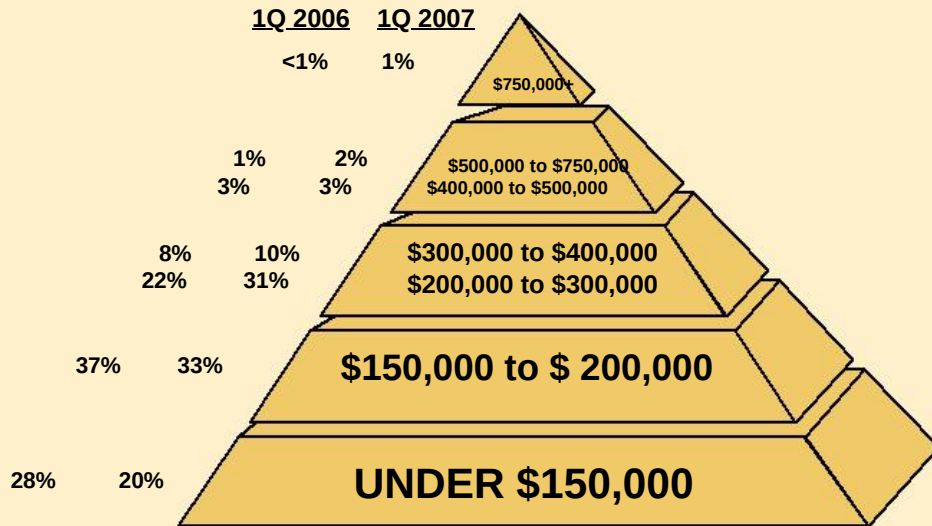 1Q 2006 1Q 2007
<1% 1% $750,000+
1% 2% $500,000 to $750,000
3% 3% $400,000 to $500,000
8% 10% $300,000 to $400,000
22% 31% $200,000 to $300,000
37% 33% $150,000 to $ 200,000
28% 20% UNDER $150,000